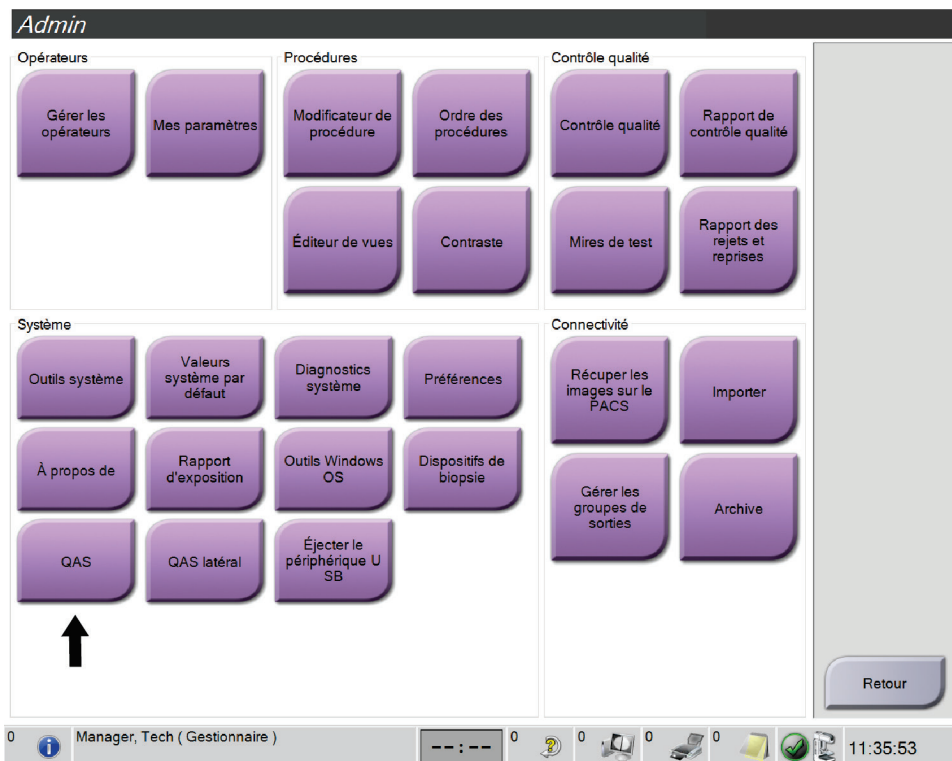 Admin
Opérateurs
Gérer les
opérateurs
Mes paramètres
Procédures
Modificateur de
procédure
Ordre des
procédures
Éditeur de vues
Contraste
Contrôle qualité
Contrôle qualité
Rapport de
contrôle qualité
Mires de test
Rapport des
rejets et
reprises
Système
Outils système
Valeurs
système par
défaut
Diagnostics
système
Préférences
À propos de
Rapport
d'exposition
Outils Windows
OS
Dispositifs de
biopsie
QAS
QAS latéral
Éjecter le
périphérique U
SB
Connectivité
Récuper les
images sur le
PACS
Importer
Gérer les
groupes de
sorties
Archive
Retour
0
Manager, Tech ( Gestionnaire )
--:--
0
0
0
0
11:35:53